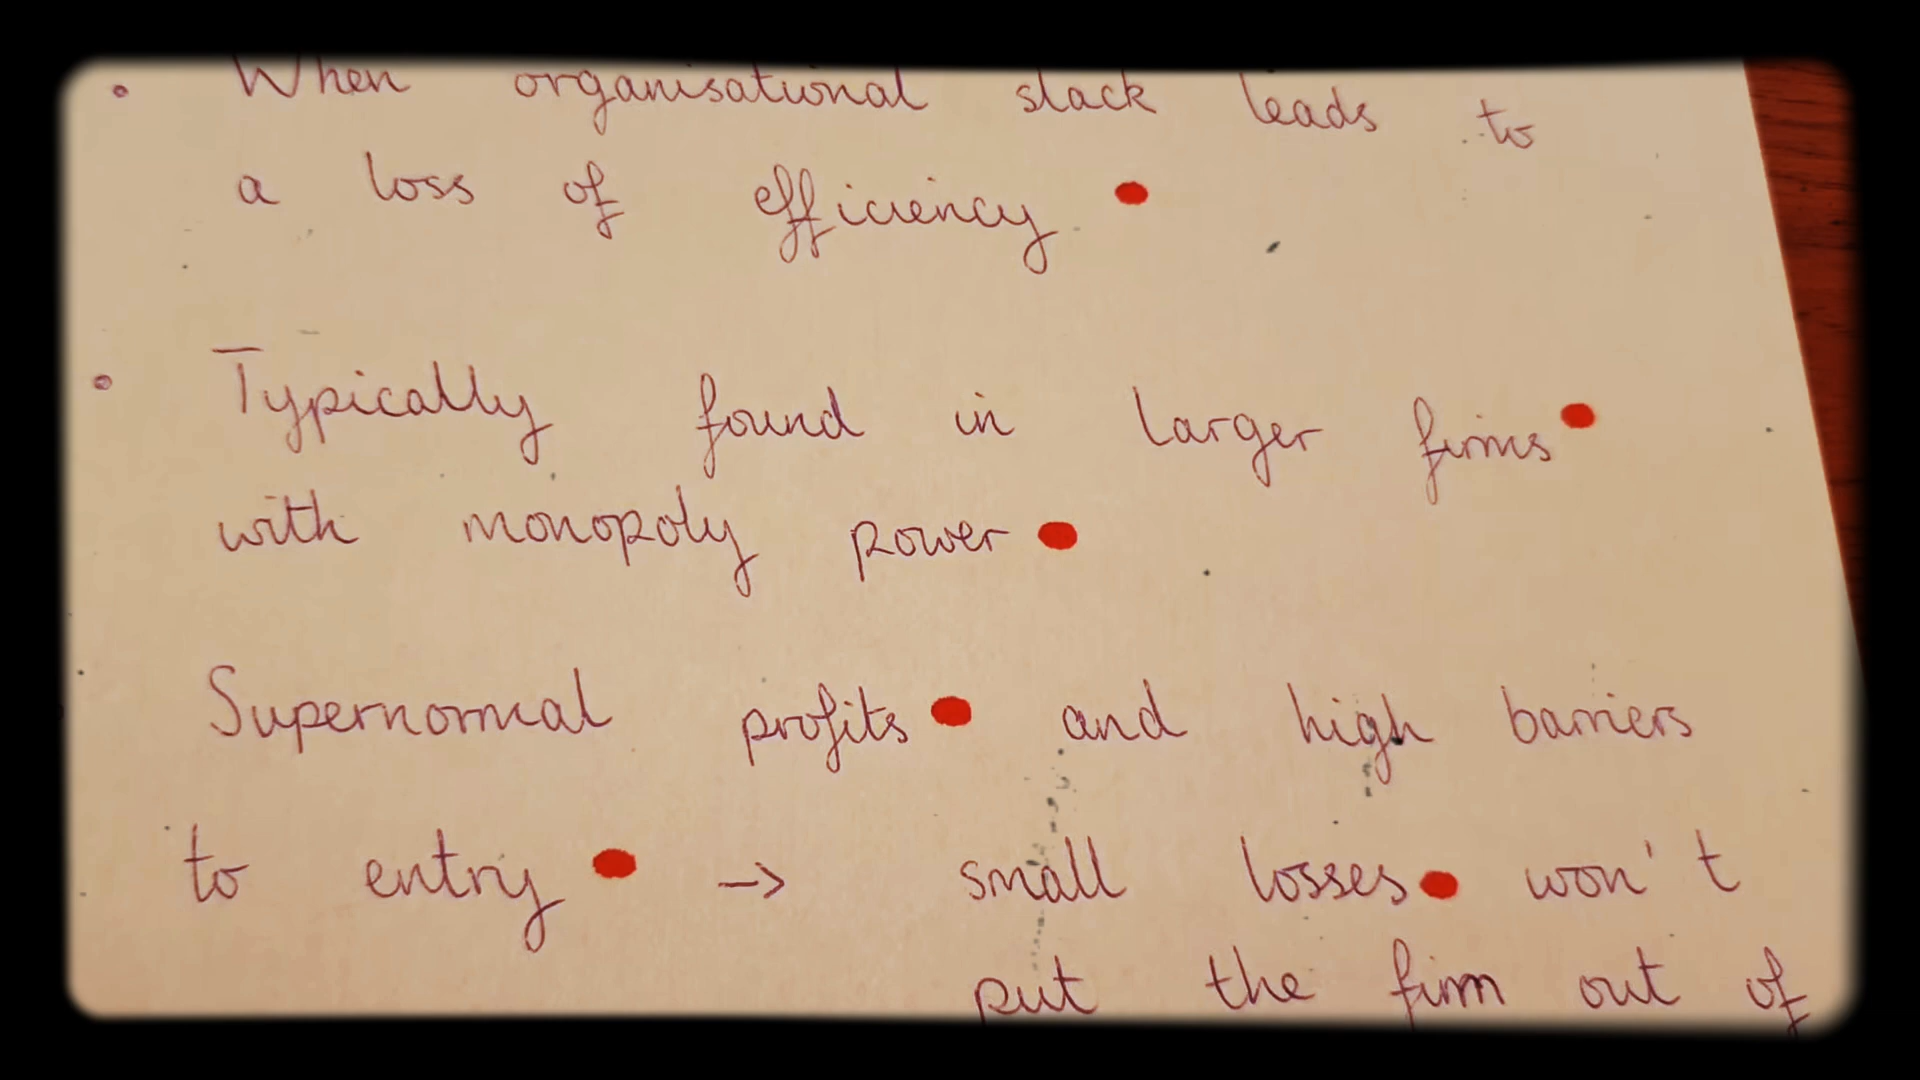 • When organisational slack leads to
a loss of efficiency
• Typically found in larger firms
with monopoly power
Supernormal profits and high barriers
to entry -> small losses won't
put the firm out of